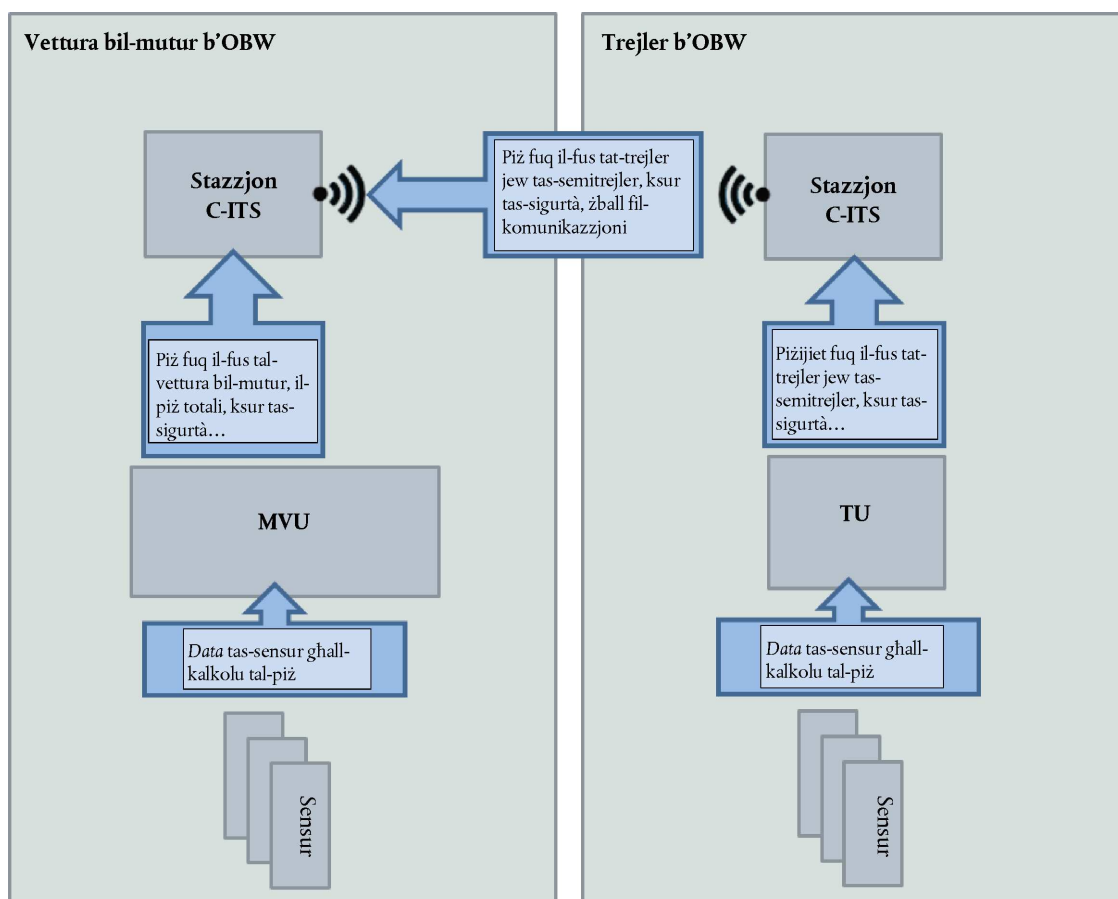 Vettura bil-mutur b'OBW
Stazzjon
C-ITS
Piż fuq il-fus tal-
vettura bil-mutur, il-
piż totali, ksur tas-
sigurtà…
MVU
Data tas-sensur għall-
kalkolu tal-piż
Sensur
Piż fuq il-fus tat-trejler
jew tas-semitrejler, ksur
tas-sigurtà, żball fil-
komunikazzjoni
Trejler b'OBW
Stazzjon
C-ITS
Piżijiet fuq il-fus tat-
trejler jew tas-
semitrejler, ksur tas-
sigurtà…
TU
Data tas-sensur għall-
kalkolu tal-piż
Sensur